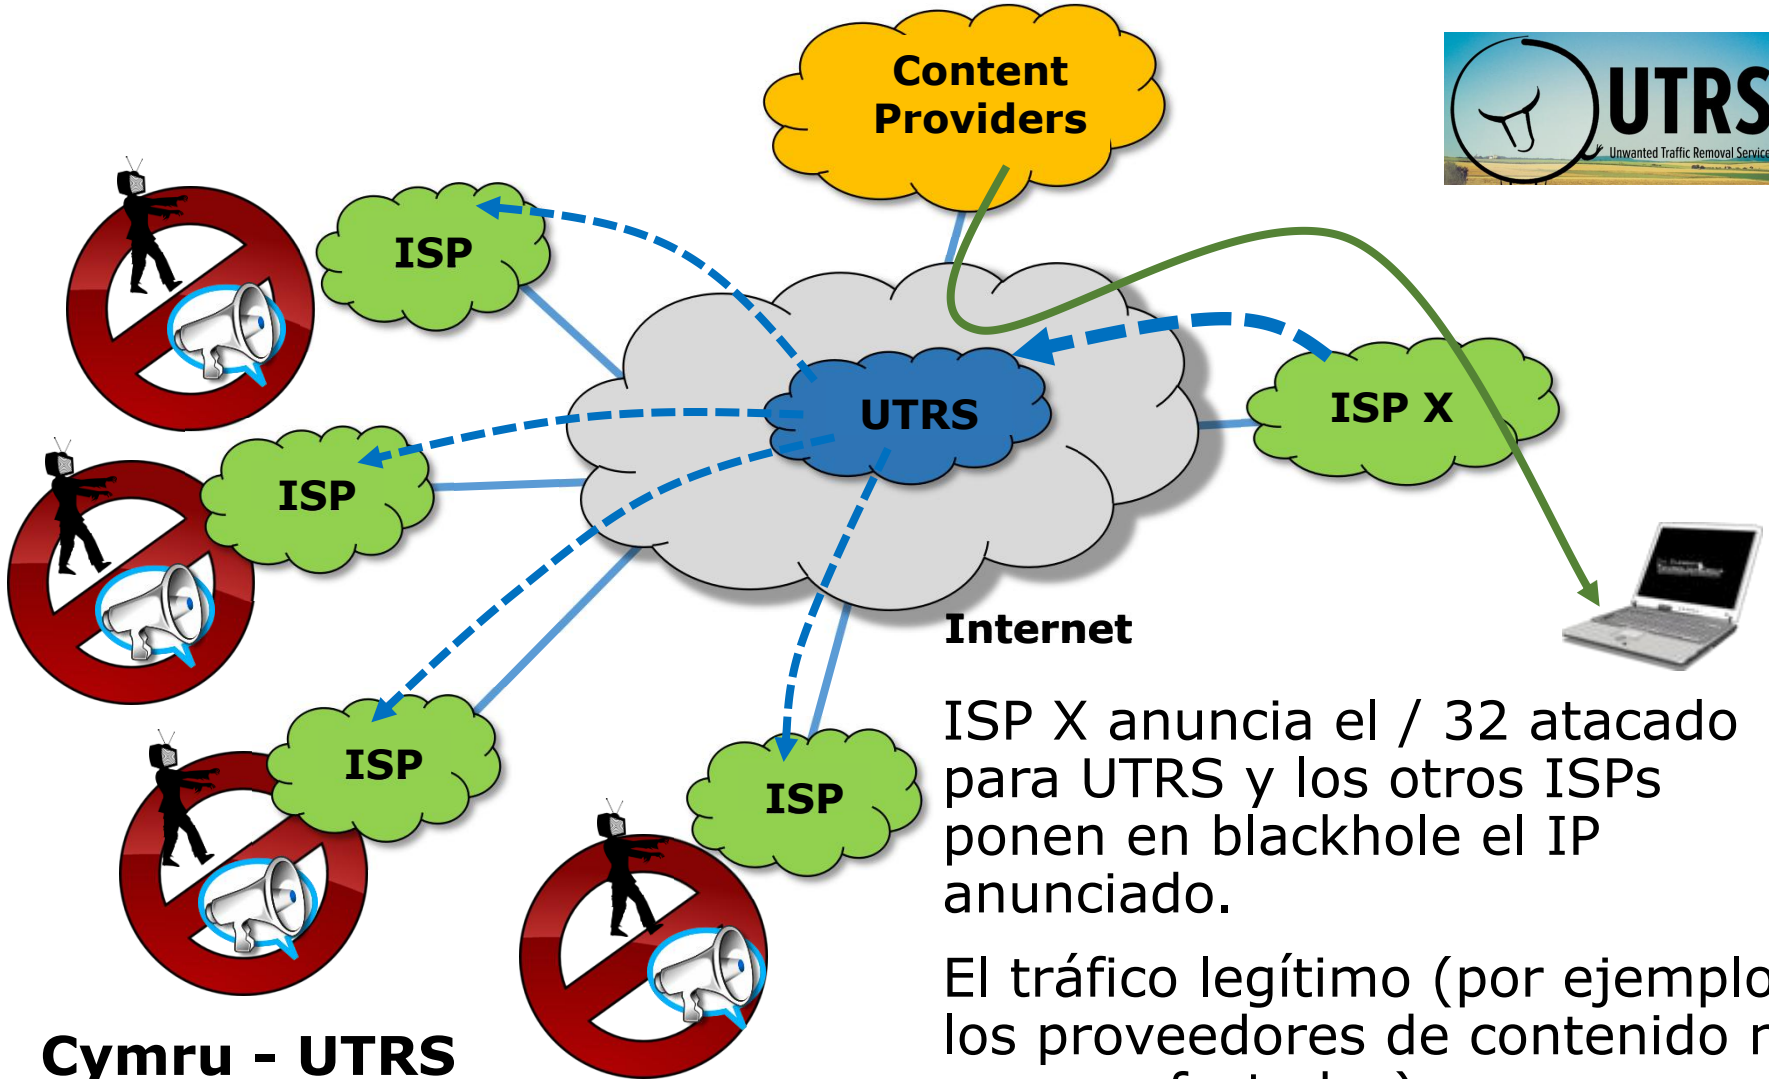 Content
Providers
UTRS
Unwanted Traffic Removal Service
ISP
ISP
ISP
ISP
UTRS
ISP X
Internet
ISP X anuncia el / 32 atacado
para UTRS y los otros ISPs
ponen en blackhole el IP
anunciado.
El tráfico legítimo (por ejemplo
los proveedores de contenido
Cymru - UTRS